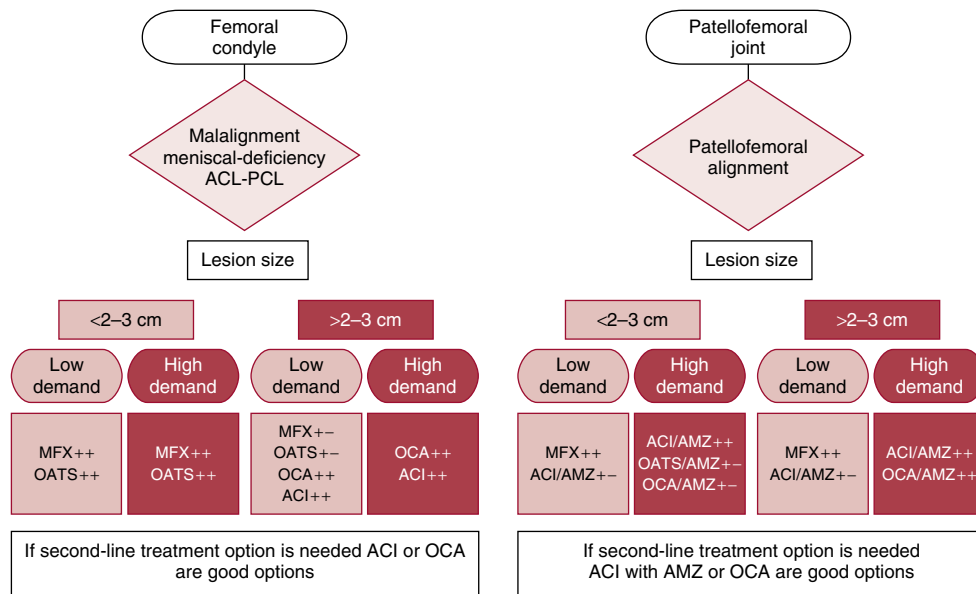 Femoral
condyle
Malalignment
meniscal-deficiency
ACL-PCL
Lesion size
<2–3 cm
>2–3 cm
Low
demand
High
demand
Low
demand
High
demand
MFX++
OATS++
MFX++
OATS++
MFX+−
OATS+−
OCA++
ACI++
OCA++
ACI++
If second-line treatment option is needed ACI or OCA
are good options
Patellofemoral
joint
Patellofemoral
alignment
Lesion size
<2–3 cm
>2–3 cm
Low
demand
High
demand
Low
demand
High
demand
MFX++
ACI/AMZ+−
ACI/AMZ++
OATS/AMZ+−
OCA/AMZ+−
MFX++
ACI/AMZ+−
ACI/AMZ++
OCA/AMZ++
If second-line treatment option is needed
ACI with AMZ or OCA are good options